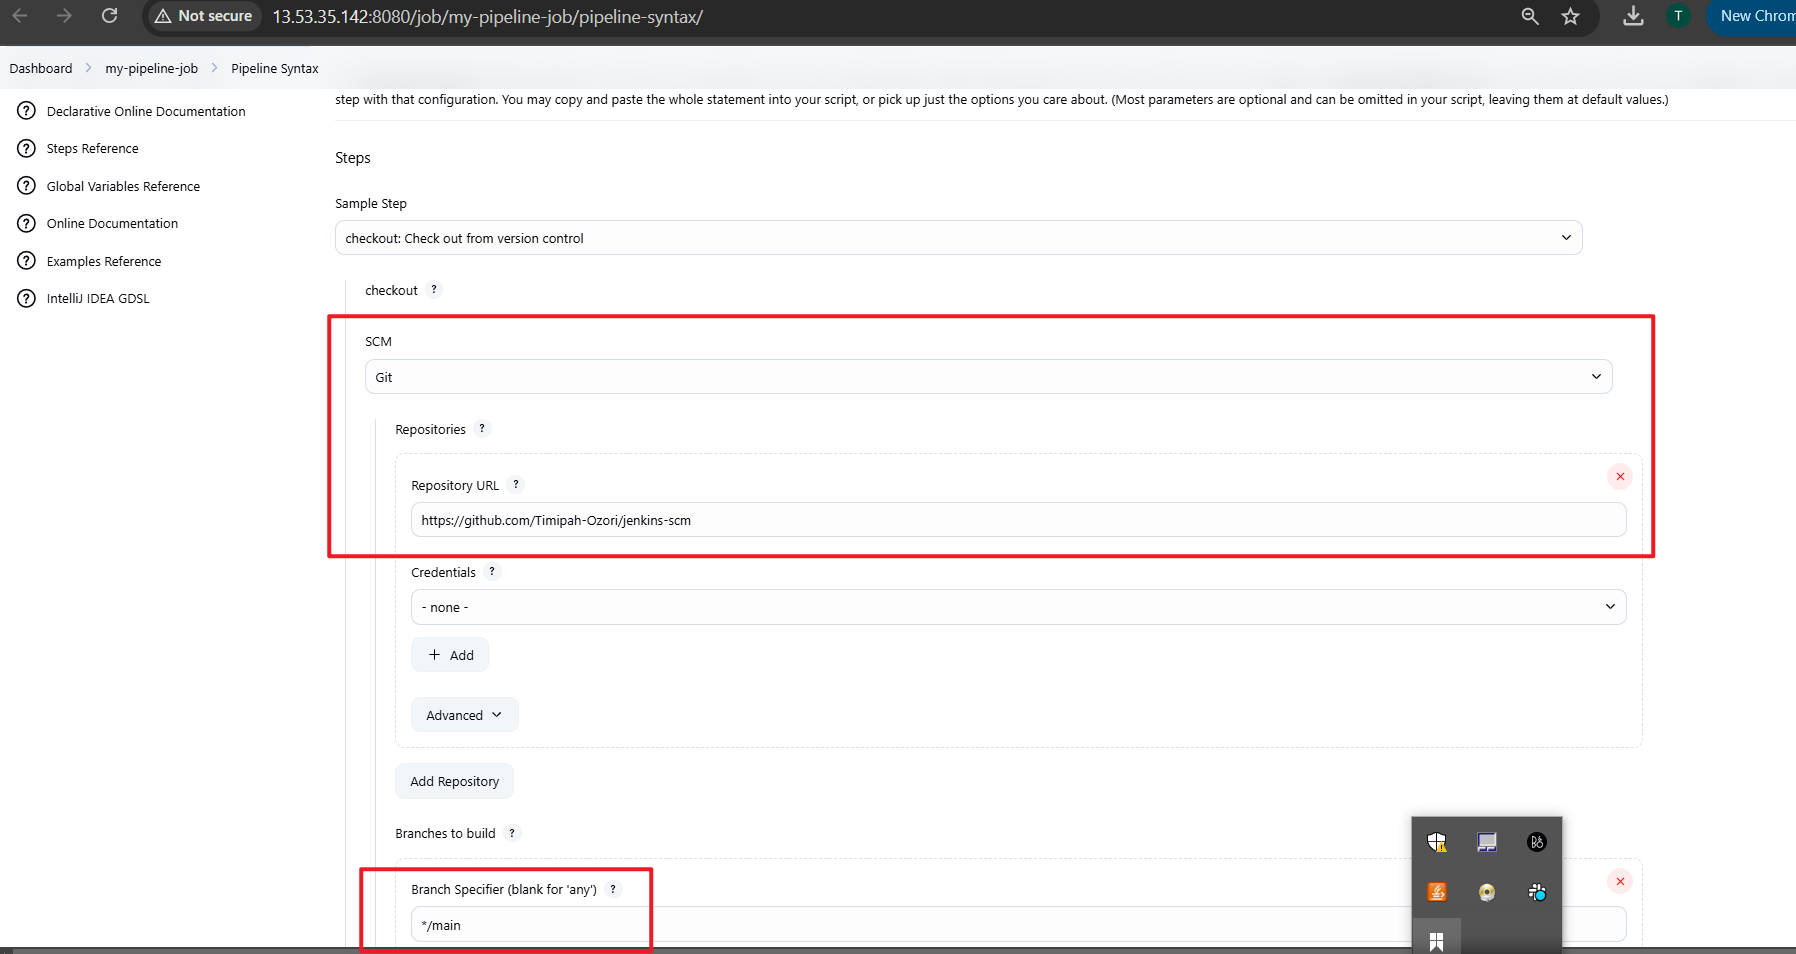 Not secure 13.53.35.142:8080/job/my-pipeline-job/pipeline-syntax/ T New Chrom
Dashboard my-pipeline-job Pipeline Syntax
Declarative Online Documentation
Steps Reference
Global Variables Reference
Online Documentation
Examples Reference
IntelliJ IDEA GDSL
step with that configuration. You may copy and paste the whole statement into your script, or pick up just the options you care about. (Most parameters are optional and can be omitted in your script, leaving them at default values.)
Steps
Sample Step
checkout: Check out from version control
checkout ?
SCM
Git
Repositories ?
Repository URL ?
https://github.com/Timipah-Ozori/jenkins-scm
Credentials ?
- none -
+ Add
Advanced
Add Repository
Branches to build ?
Branch Specifier (blank for 'any') ?
*/main